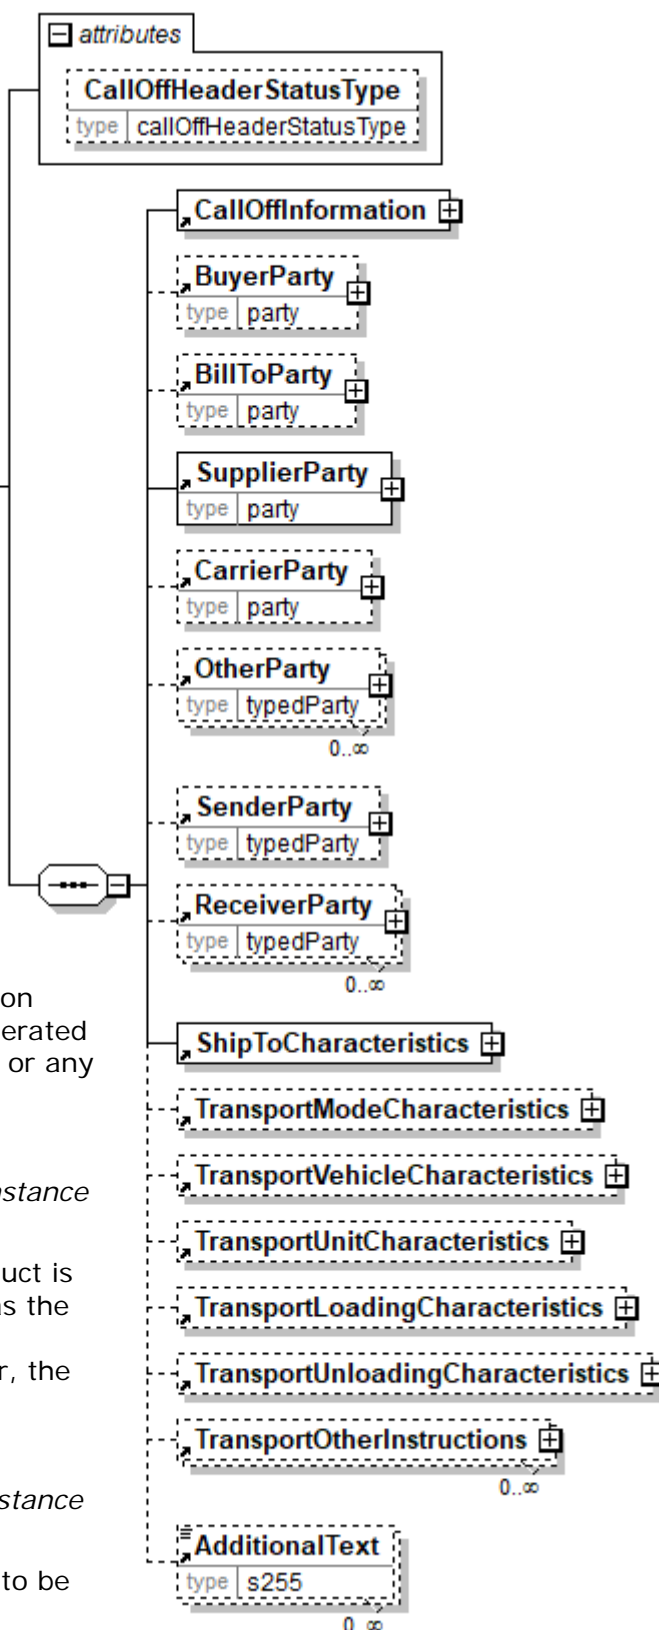 attributes
CallOffHeaderStatusType
type callOffHeaderStatusType
CallOffInformation
BuyerParty
type party
BillToParty
type party
SupplierParty
type party
CarrierParty
type party
OtherParty
type typedParty
0..∞
SenderParty
type typedParty
ReceiverParty
type typedParty
0..∞
on
erated
or any
ShipToCharacteristics
TransportModeCharacteristics
TransportVehicleCharacteristics
nstance
TransportUnitCharacteristics
uct is
as the
TransportLoadingCharacteristics
r, the
TransportUnloadingCharacteristics
TransportOtherInstructions
0..∞
stance
AdditionalText
type s255
to be
0..∞